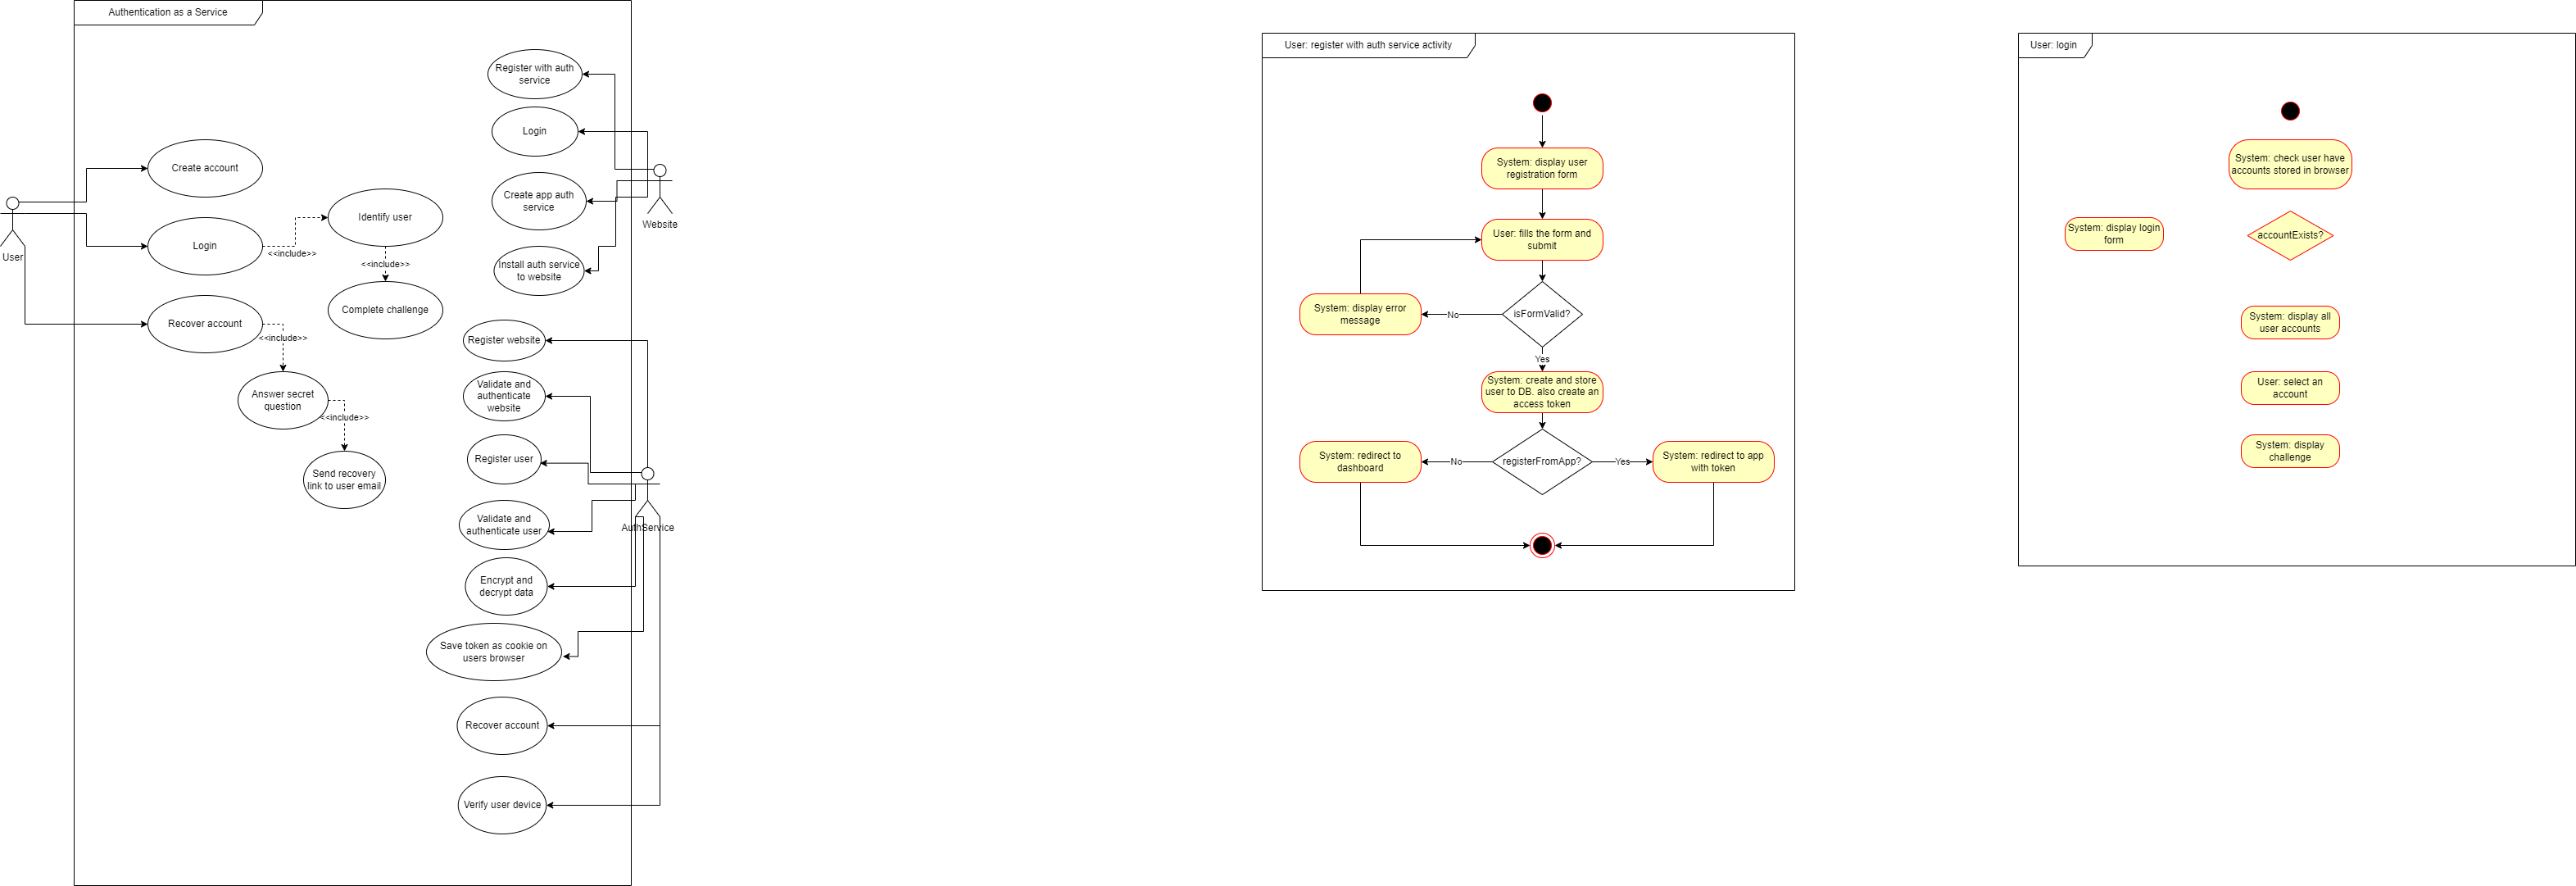 Authentication as a Service
Register with auth
service
Login
Create account
Create app auth
service
Website
Identify user
Login
<<include>>
User
<<include>>
Install auth service
to website
Complete challenge
Recover account
<<include>>
Register website
Answer secret
question
<<include>>
Validate and
authenticate
website
Send recovery
link to user email
Register user
Validate and
authenticate user
AuthService
Encrypt and
decrypt data
Save token as cookie on
users browser
Recover account
Verify user device
User: register with auth service activity
System: display user
registration form
User: fills the form and
submit
System: display error
message
No
isFormValid?
Yes
System: create and store
user to DB. also create an
access token
System: redirect to
dashboard
No
registerFromApp?
Yes
System: redirect to app
with token
User: login
System: check user have
accounts stored in browser
System: display login
form
accountExists?
System: display all
user accounts
User: select an
account
System: display
challenge